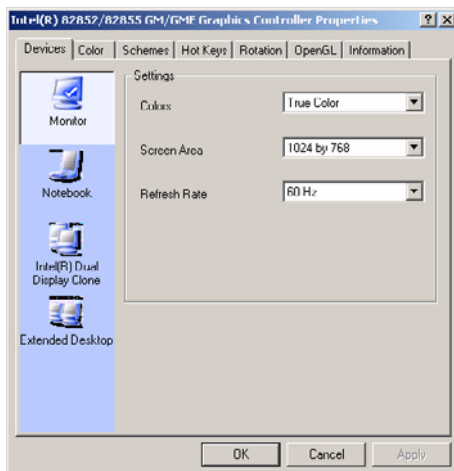 Intel(R) 82852/82855 GM/GME Graphics Controller Properties
Devices Color Schemes Hot Keys Rotation OpenGL Information
Monitor
Notebook
Intel(R) Dual
Display Clone
Extended Desktop
Settings
Colors True Color
Screen Area 1024 by 768
Refresh Rate 60 Hz
OK Cancel Apply